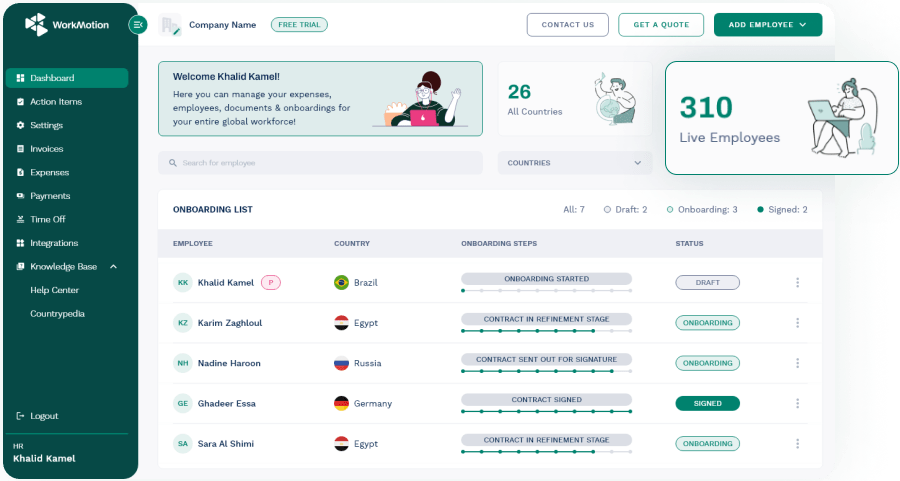 WorkMotion
Company Name
FREE TRIAL
CONTACT US
GET A QUOTE
ADD EMPLOYEE
Dashboard
Action Items
Settings
Invoices
Expenses
Payments
Time Off
Integrations
Knowledge Base
Help Center
Countrypedia
Logout
HR
Khalid Kamel
Welcome Khalid Kamel!
Here you can manage your expenses,
employees, documents & onboardings for
your entire global workforce!
26
All Countries
310
Live Employees
Search for employee
COUNTRIES
ONBOARDING LIST
All: 7
Draft: 2
Onboarding: 3
Signed: 2
EMPLOYEE
COUNTRY
ONBOARDING STEPS
STATUS
KK
Khalid Kamel
P
Brazil
ONBOARDING STARTED
DRAFT
KZ
Karim Zaghloul
Egypt
CONTRACT IN REFINEMENT STAGE
ONBOARDING
NH
Nadine Haroon
Russia
CONTRACT SENT OUT FOR SIGNATURE
ONBOARDING
GE
Ghadeer Essa
Germany
CONTRACT SIGNED
SIGNED
SA
Sara Al Shimi
Egypt
CONTRACT IN REFINEMENT STAGE
ONBOARDING